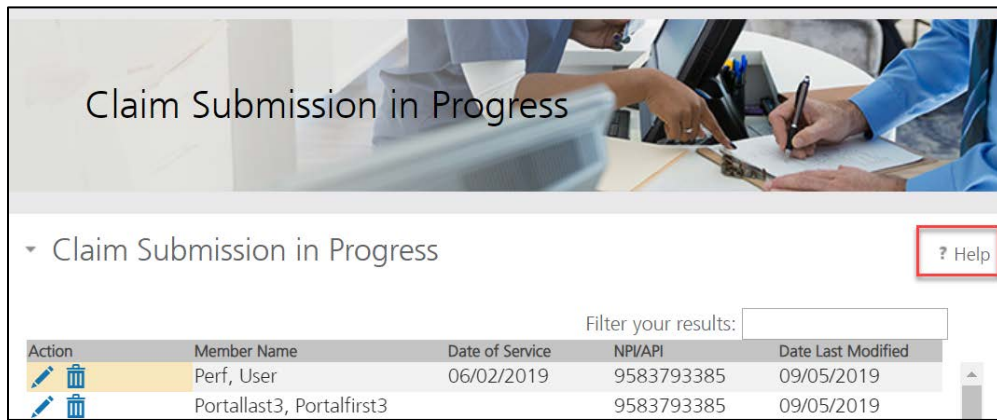 Claim Submission in Progress
Claim Submission in Progress
? Help
Filter your results:
Action Member Name Date of Service NPI/API Date Last Modified
Perf, User 06/02/2019 9583793385 09/05/2019
Portallast3, Portalfirst3 9583793385 09/05/2019